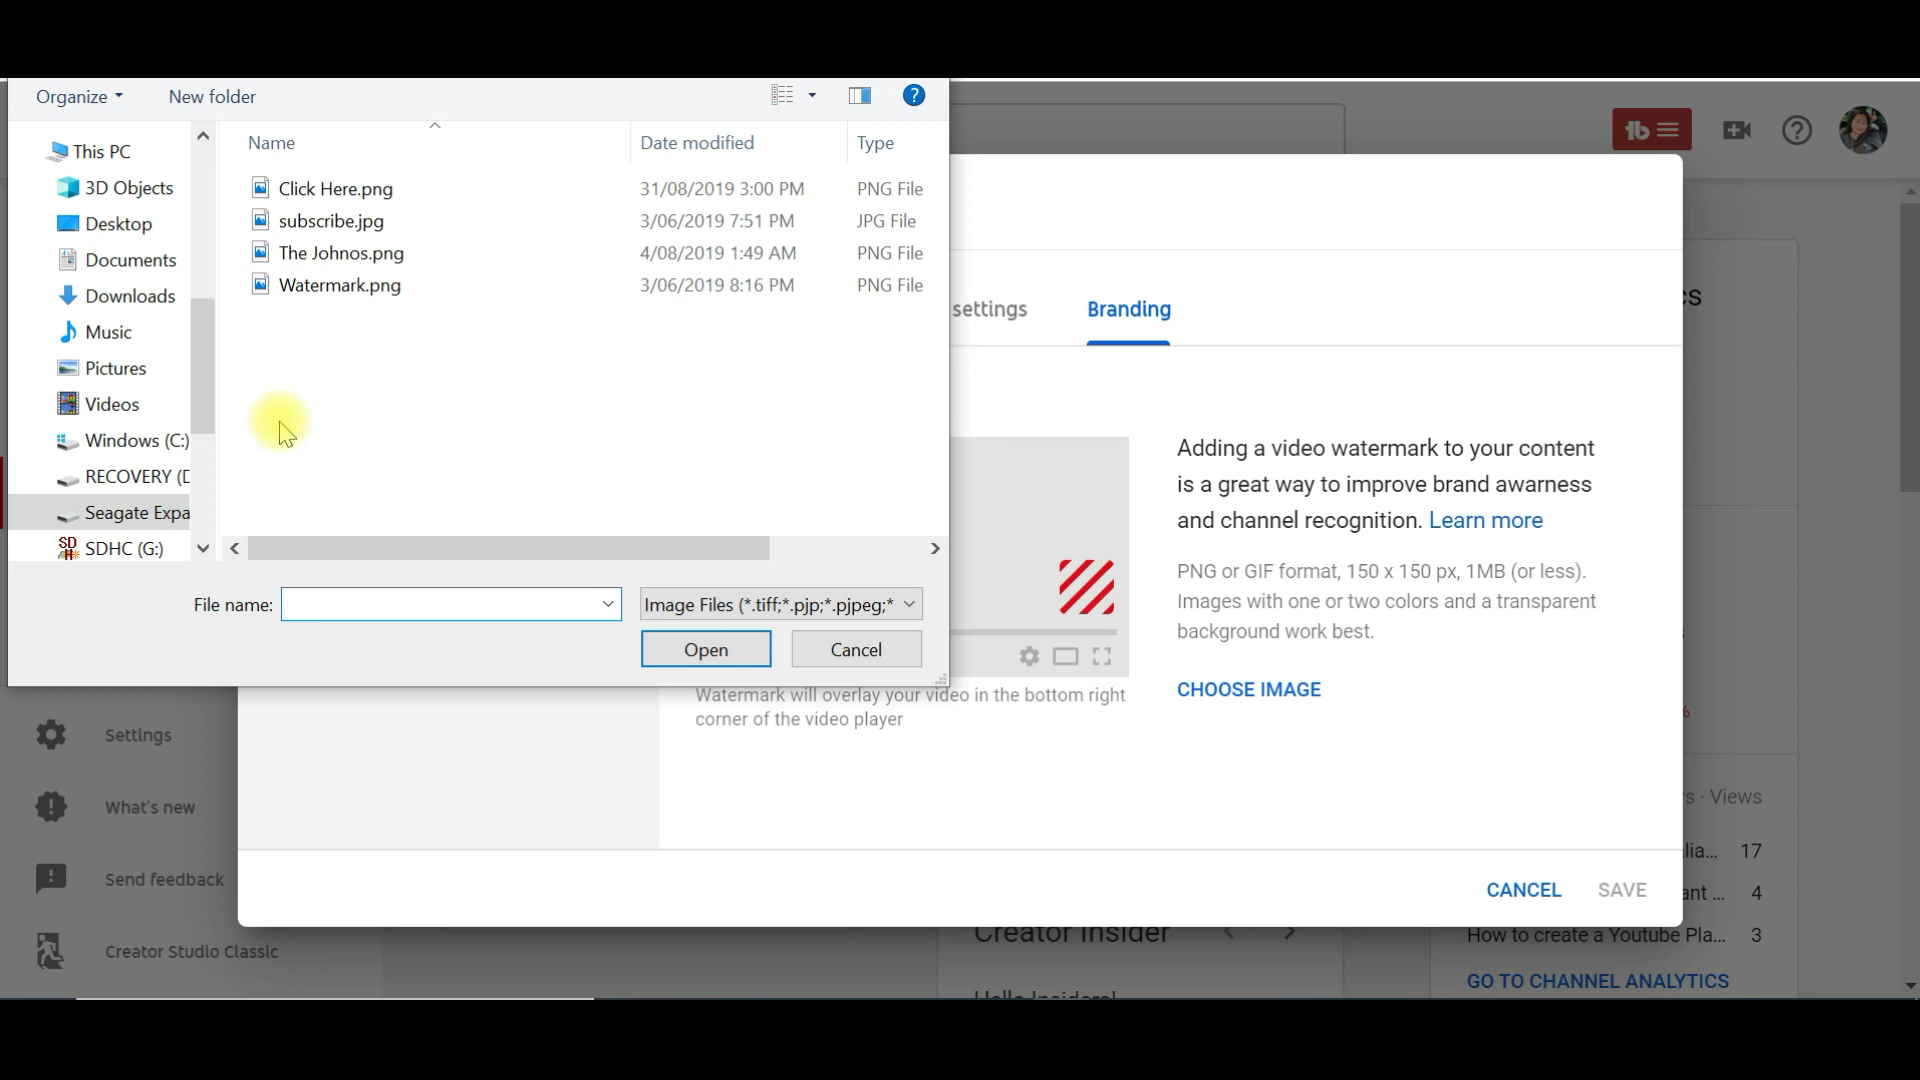 Organize
New folder
This PC
3D Objects
Desktop
Documents
Downloads
Music
Pictures
Videos
Windows (C:)
RECOVERY (D
Seagate Expa
SDHC (G:)
Name
Date modified
Type
Click Here.png
31/08/2019 3:00 PM
PNG File
subscribe.jpg
3/06/2019 7:51 PM
JPG File
The Johnos.png
4/08/2019 1:49 AM
PNG File
Watermark.png
3/06/2019 8:16 PM
PNG File
File name:
Image Files (*.tiff;*.pjp;*.pjpeg;*
Open
Cancel
settings
Branding
Adding a video watermark to your content
is a great way to improve brand awarness
and channel recognition. Learn more
PNG or GIF format, 150 x 150 px, 1MB (or less).
Images with one or two colors and a transparent
background work best.
CHOOSE IMAGE
Watermark will overlay your video in the bottom right
corner of the video player
CANCEL
SAVE
Settings
What's new
Send feedback
Creator Studio Classic
Creator Insider
Hello Insiders!
Views
17
4
How to create a Youtube Pla...
3
GO TO CHANNEL ANALYTICS